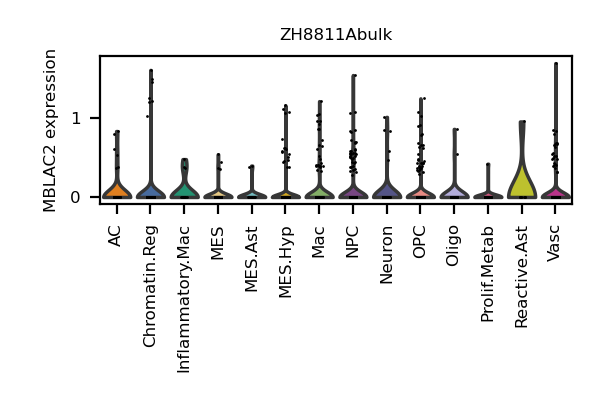 ZH8811Abulk
MBLAC2 expression
1
0
AC
Chromatin.Reg
Inflammatory.Mac
MES
MES.Ast
MES.Hyp
Mac
NPC
Neuron
OPC
Oligo
Prolif.Metab
Reactive.Ast
Vasc